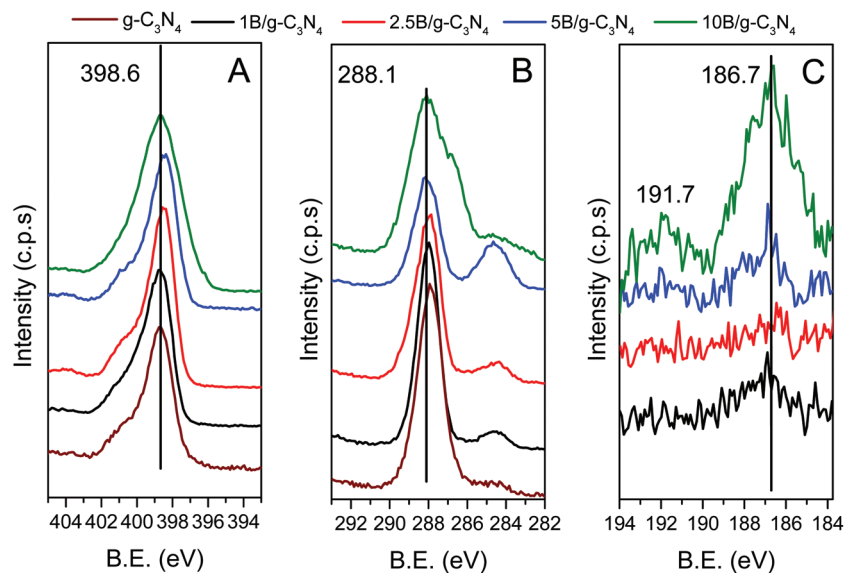 g-C₃N₄ 1B/g-C₃N₄ 2.5B/g-C₃N₄ 5B/g-C₃N₄ 10B/g-C₃N₄
398.6 A
Intensity (c.p.s)
404 402 400 398 396 394
B.E. (eV)
288.1 B
Intensity (c.p.s)
292 290 288 286 284 282
B.E. (eV)
186.7 C
191.7
Intensity (c.p.s)
194 192 190 188 186 184
B.E. (eV)